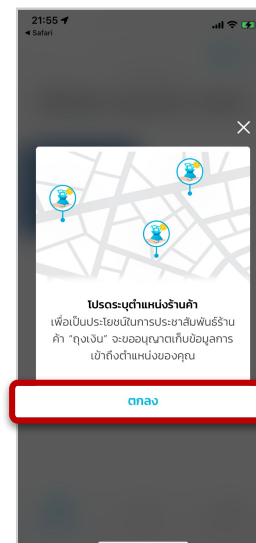 21:55
◀ Safari
โปรดระบุตำแหน่งร้านค้า
เพื่อเป็นประโยชน์ในการประชาสัมพันธ์ร้าน
ค้า “ถุงเงิน” จะขออนุญาตเก็บข้อมูลการ
เข้าถึงตำแหน่งของคุณ
ตกลง